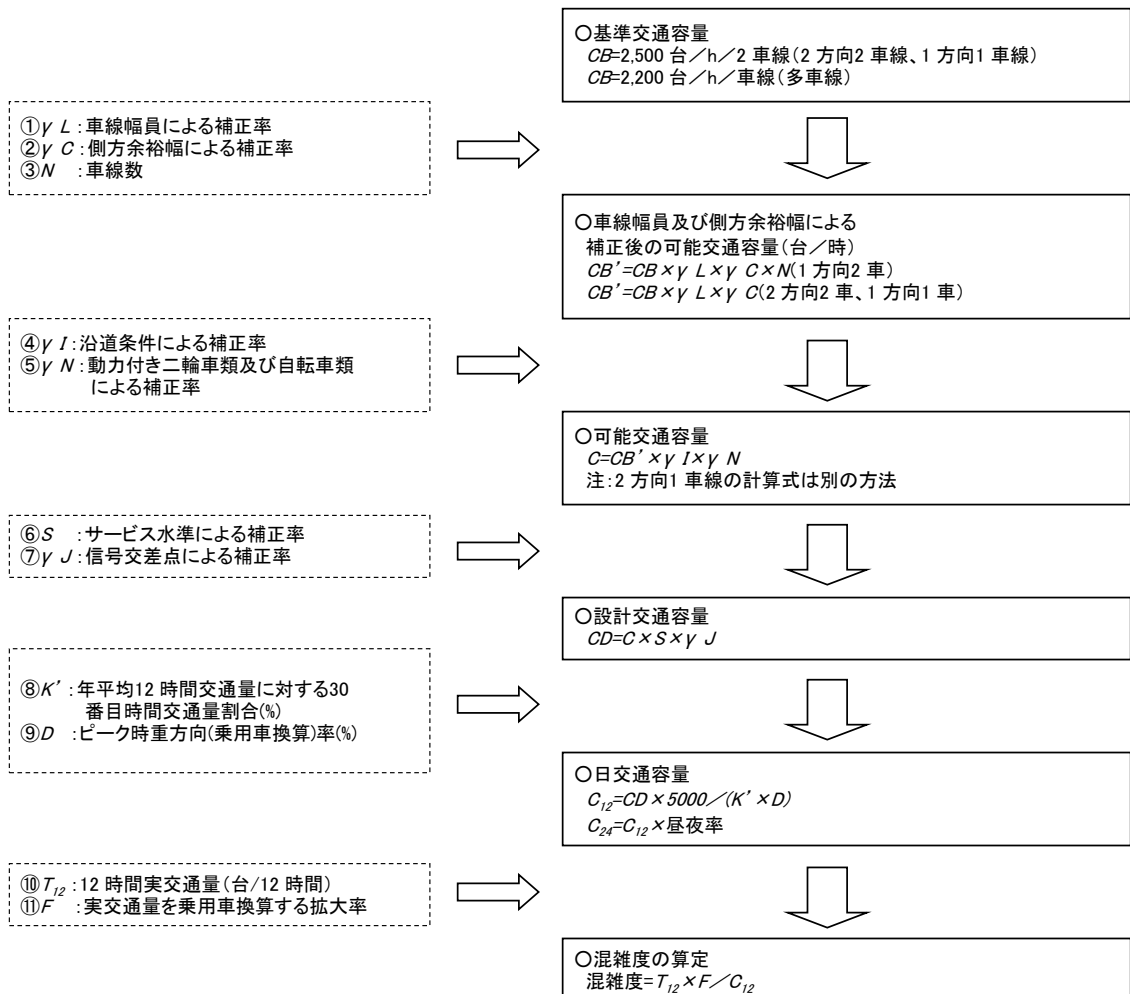 ○基準交通容量
CB=2,500 台／h／2 車線（2 方向2 車線、1 方向1 車線）
CB=2,200 台／h／車線（多車線）
①γ L：車線幅員による補正率
②γ C：側方余裕幅による補正率
③N ：車線数
○車線幅員及び側方余裕幅による
補正後の可能交通容量（台／時）
CB’=CB×γ L×γ C×N(1 方向2 車）
CB’=CB×γ L×γ C(2 方向2 車、1 方向1 車）
④γ I：沿道条件による補正率
⑤γ N：動力付き二輪車類及び自転車類
による補正率
○可能交通容量
C=CB’×γ I×γ N
注：2 方向1 車線の計算式は別の方法
⑥S ：サービス水準による補正率
⑦γ J：信号交差点による補正率
○設計交通容量
CD=C×S×γ J
⑧K’：年平均12 時間交通量に対する30
番目時間交通量割合(%)
⑨D ：ピーク時重方向(乗用車換算)率(%)
○日交通容量
C12=CD×5000／(K’×D)
C24=C12×昼夜率
⑩T12：12 時間実交通量（台/12 時間）
⑪F ：実交通量を乗用車換算する拡大率
○混雑度の算定
混雑度=T12×F／C12